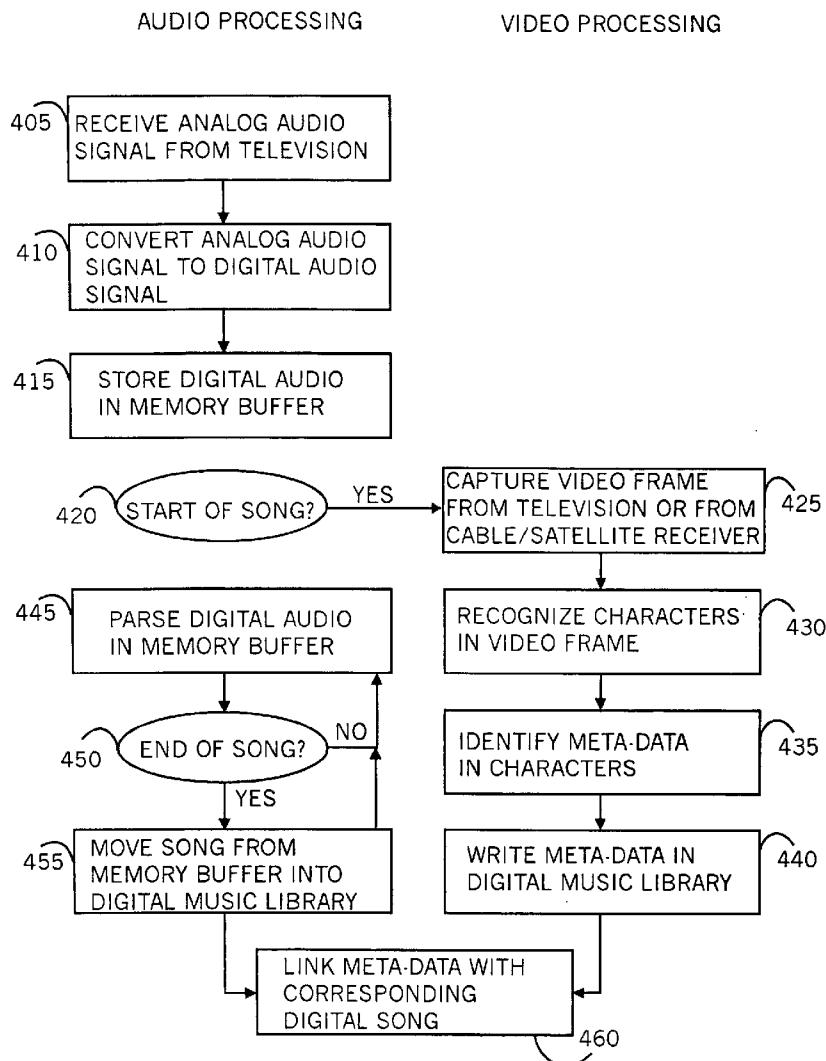 AUDIO PROCESSING
VIDEO PROCESSING
405
RECEIVE ANALOG AUDIO
SIGNAL FROM TELEVISION
410
CONVERT ANALOG AUDIO
SIGNAL TO DIGITAL AUDIO
SIGNAL
415
STORE DIGITAL AUDIO
IN MEMORY BUFFER
420
START OF SONG?
YES
CAPTURE VIDEO FRAME
FROM TELEVISION OR FROM
CABLE/SATELLITE RECEIVER
425
445
PARSE DIGITAL AUDIO
IN MEMORY BUFFER
RECOGNIZE CHARACTERS
IN VIDEO FRAME
430
450
END OF SONG?
NO
YES
IDENTIFY META-DATA
IN CHARACTERS
435
455
MOVE SONG FROM
MEMORY BUFFER INTO
DIGITAL MUSIC LIBRARY
WRITE META-DATA IN
DIGITAL MUSIC LIBRARY
440
LINK META-DATA WITH
CORRESPONDING
DIGITAL SONG
460